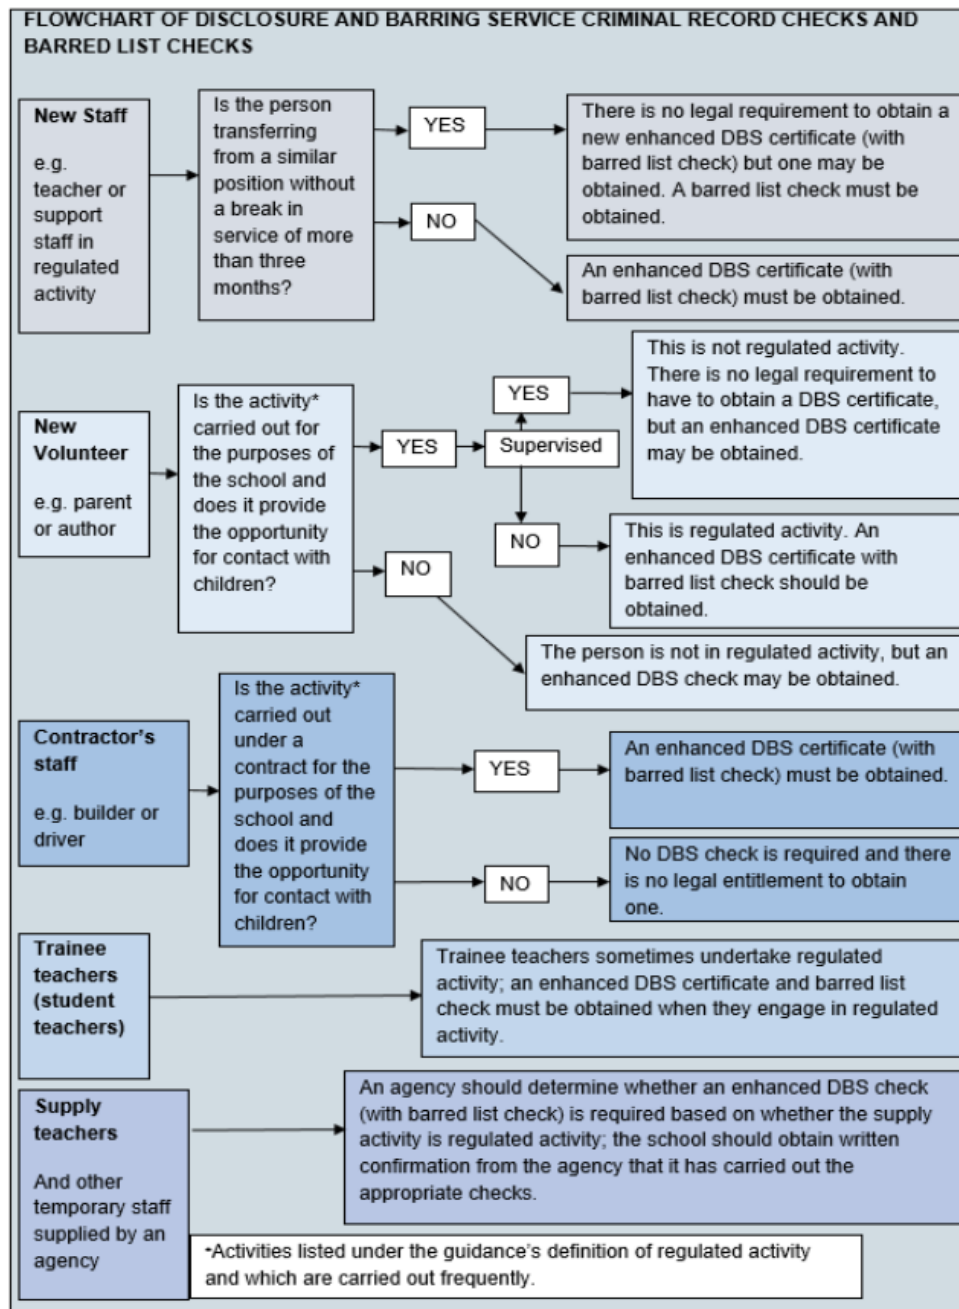 FLOWCHART OF DISCLOSURE AND BARRING SERVICE CRIMINAL RECORD CHECKS AND
BARRED LIST CHECKS
New Staff
e.g.
teacher or
support
staff in
regulated
activity
Is the person
transferring
from a similar
position without
a break in
service of more
than three
months?
YES
There is no legal requirement to obtain a
new enhanced DBS certificate (with
barred list check) but one may be
obtained. A barred list check must be
obtained.
NO
An enhanced DBS certificate (with
barred list check) must be obtained.
New
Volunteer
e.g. parent
or author
Is the activity*
carried out for
the purposes of
the school and
does it provide
the opportunity
for contact with
children?
YES
Supervised
YES
This is not regulated activity.
There is no legal requirement to
have to obtain a DBS certificate,
but an enhanced DBS certificate
may be obtained.
NO
This is regulated activity. An
enhanced DBS certificate with
barred list check should be
obtained.
NO
The person is not in regulated activity, but an
enhanced DBS check may be obtained.
Contractor's
staff
e.g. builder or
driver
Is the activity*
carried out
under a
contract for the
purposes of the
school and
does it provide
the opportunity
for contact with
children?
YES
An enhanced DBS certificate (with
barred list check) must be obtained.
NO
No DBS check is required and there
is no legal entitlement to obtain
one.
Trainee
teachers
(student
teachers)
Trainee teachers sometimes undertake regulated
activity; an enhanced DBS certificate and barred list
check must be obtained when they engage in regulated
activity.
Supply
teachers
And other
temporary staff
supplied by an
agency
An agency should determine whether an enhanced DBS check
(with barred list check) is required based on whether the supply
activity is regulated activity; the school should obtain written
confirmation from the agency that it has carried out the
appropriate checks.
*Activities listed under the guidance's definition of regulated activity
and which are carried out frequently.